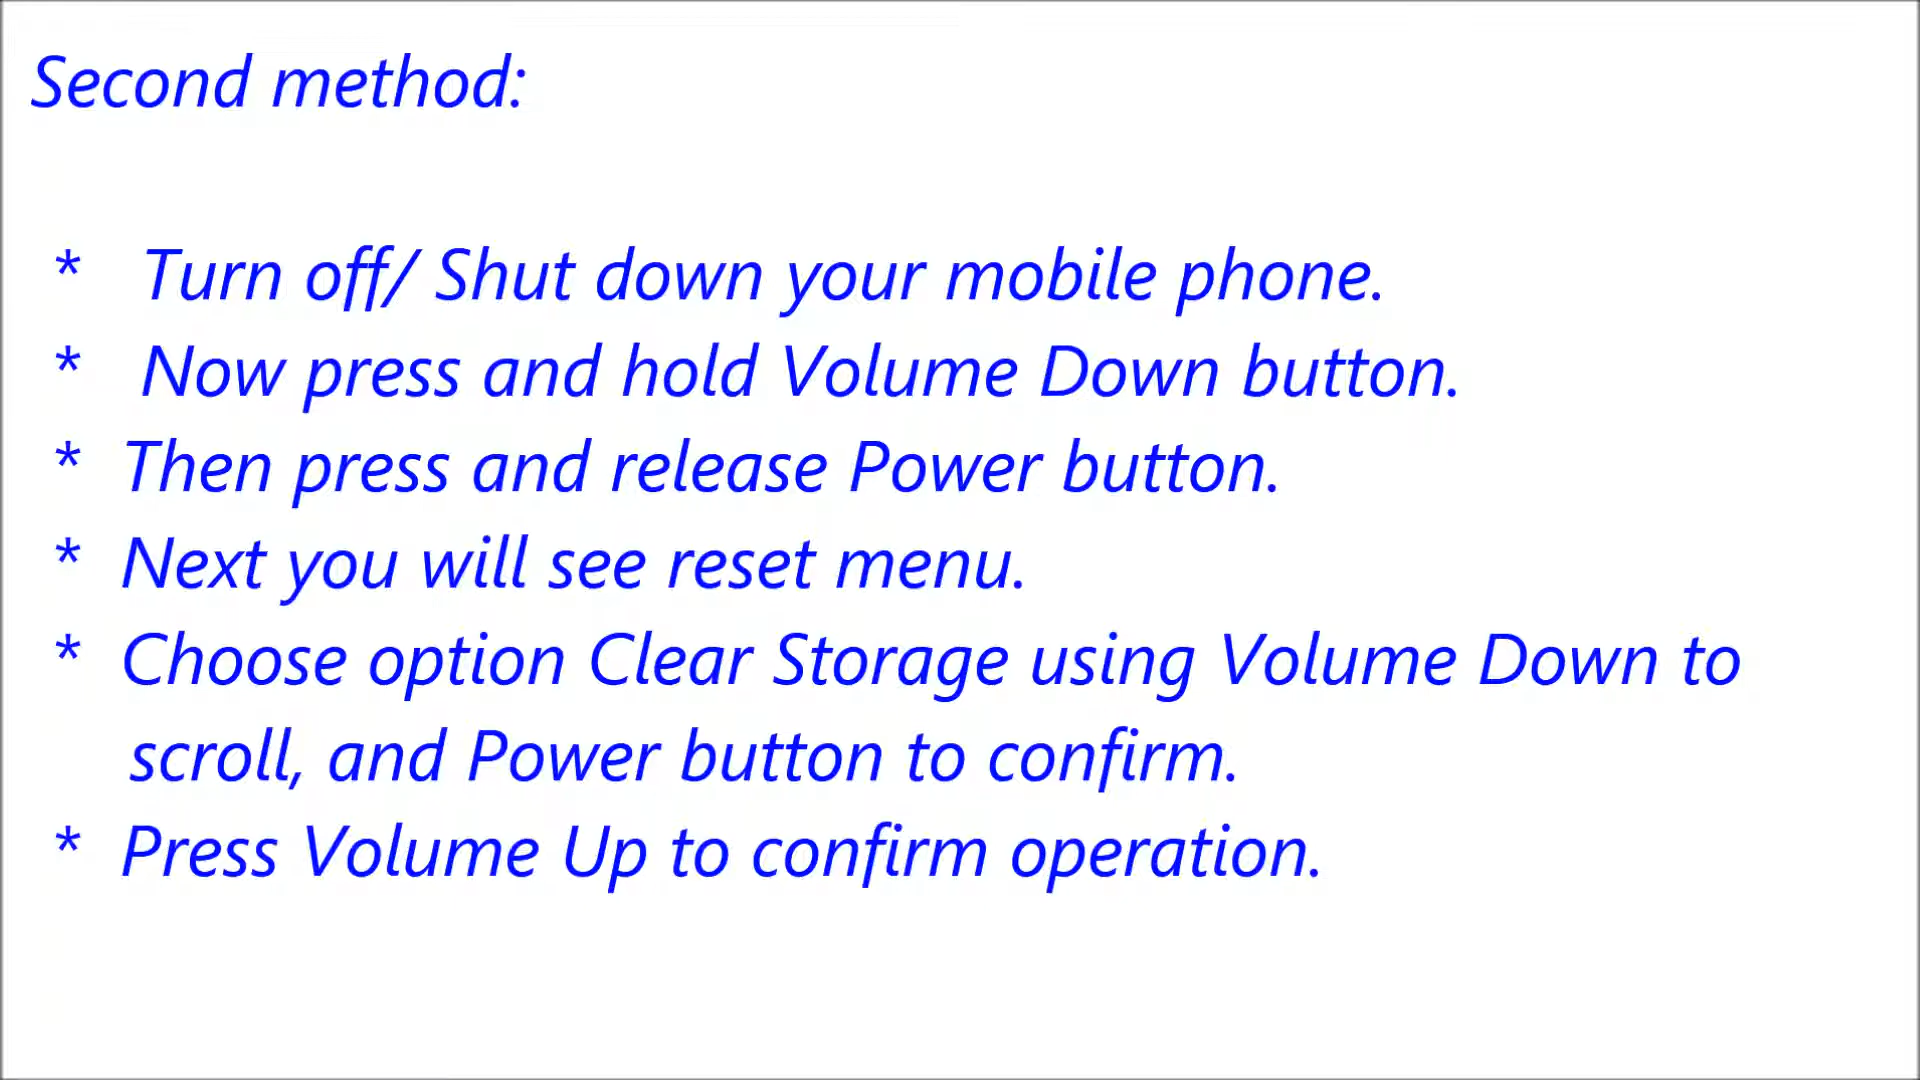 Second method:
* Turn off/ Shut down your mobile phone.
* Now press and hold Volume Down button.
* Then press and release Power button.
* Next you will see reset menu.
* Choose option Clear Storage using Volume Down to
scroll, and Power button to confirm.
* Press Volume Up to confirm operation.